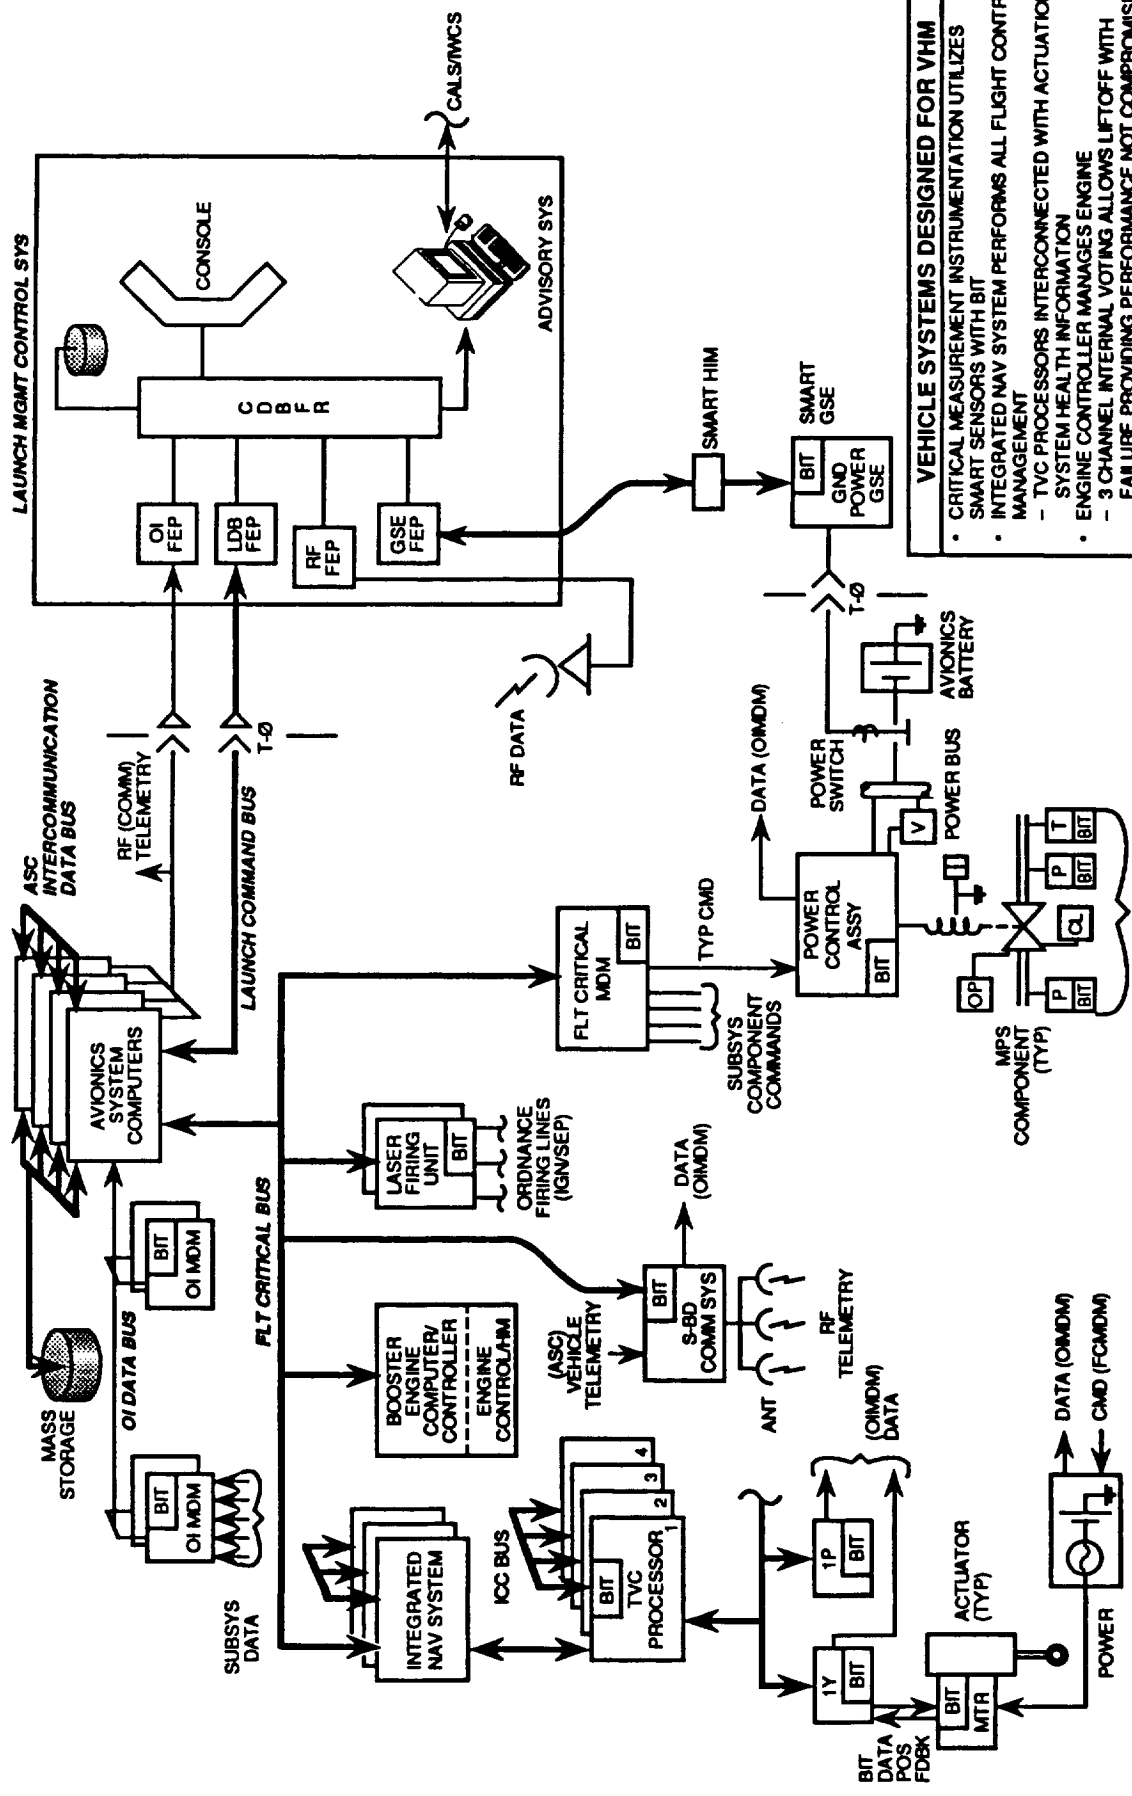 LAUNCH MGMT CONTROL SYS
CONSOLE
CDBFR
OI
FEP
LDB
FEP
RF
FEP
GSE
FEP
ADVISORY SYS
CALS/IWCS
ASC
INTERCOMMUNICATION
DATA BUS
RF (COMM)
TELEMETRY
LAUNCH COMMAND BUS
T-Ø
RF DATA
SMART HIM
SMART
GSE
BIT
GND
POWER
GSE
T-Ø
AVIONICS
SYSTEM
COMPUTERS
MASS
STORAGE
OI DATA BUS
BIT
OI MDM
BIT
OI MDM
SUBSYS
DATA
FLT CRITICAL BUS
INTEGRATED
NAV SYSTEM
BOOSTER
ENGINE
COMPUTER/
CONTROLLER
ENGINE
CONTROL/HM
LASER
FIRING
UNIT
BIT
ORDNANCE
FIRING LINES
(IGN/SEP)
FLT CRITICAL
MDM
BIT
TYP CMD
SUBSYS
COMPONENT
COMMANDS
ICC BUS
BIT
TVC
PROCESSOR
1
2
3
4
(ASC)
VEHICLE
TELEMETRY
BIT
S-BD
COMM SYS
DATA
(OIMDM)
ANT
RF
TELEMETRY
DATA (OIMDM)
POWER
CONTROL
ASSY
BIT
POWER
SWITCH
AVIONICS
BATTERY
V
POWER BUS
I
OP
CL
P
BIT
P
BIT
T
BIT
MPS
COMPONENT
(TYP)
1Y
BIT
1P
BIT
(OIMDM)
DATA
BIT
DATA
POS
FDBK
BIT
MTR
ACTUATOR
(TYP)
POWER
DATA (OIMDM)
CMD (FCMDM)
VEHICLE SYSTEMS DESIGNED FOR VHM
• CRITICAL MEASUREMENT INSTRUMENTATION UTILIZES
SMART SENSORS WITH BIT
• INTEGRATED NAV SYSTEM PERFORMS ALL FLIGHT CONTR
MANAGEMENT
– TVC PROCESSORS INTERCONNECTED WITH ACTUATIO
SYSTEM HEALTH INFORMATION
• ENGINE CONTROLLER MANAGES ENGINE
– 3 CHANNEL INTERNAL VOTING ALLOWS LIFTOFF WITH
FAILURE PROVIDING PERFORMANCE NOT COMPROMIS